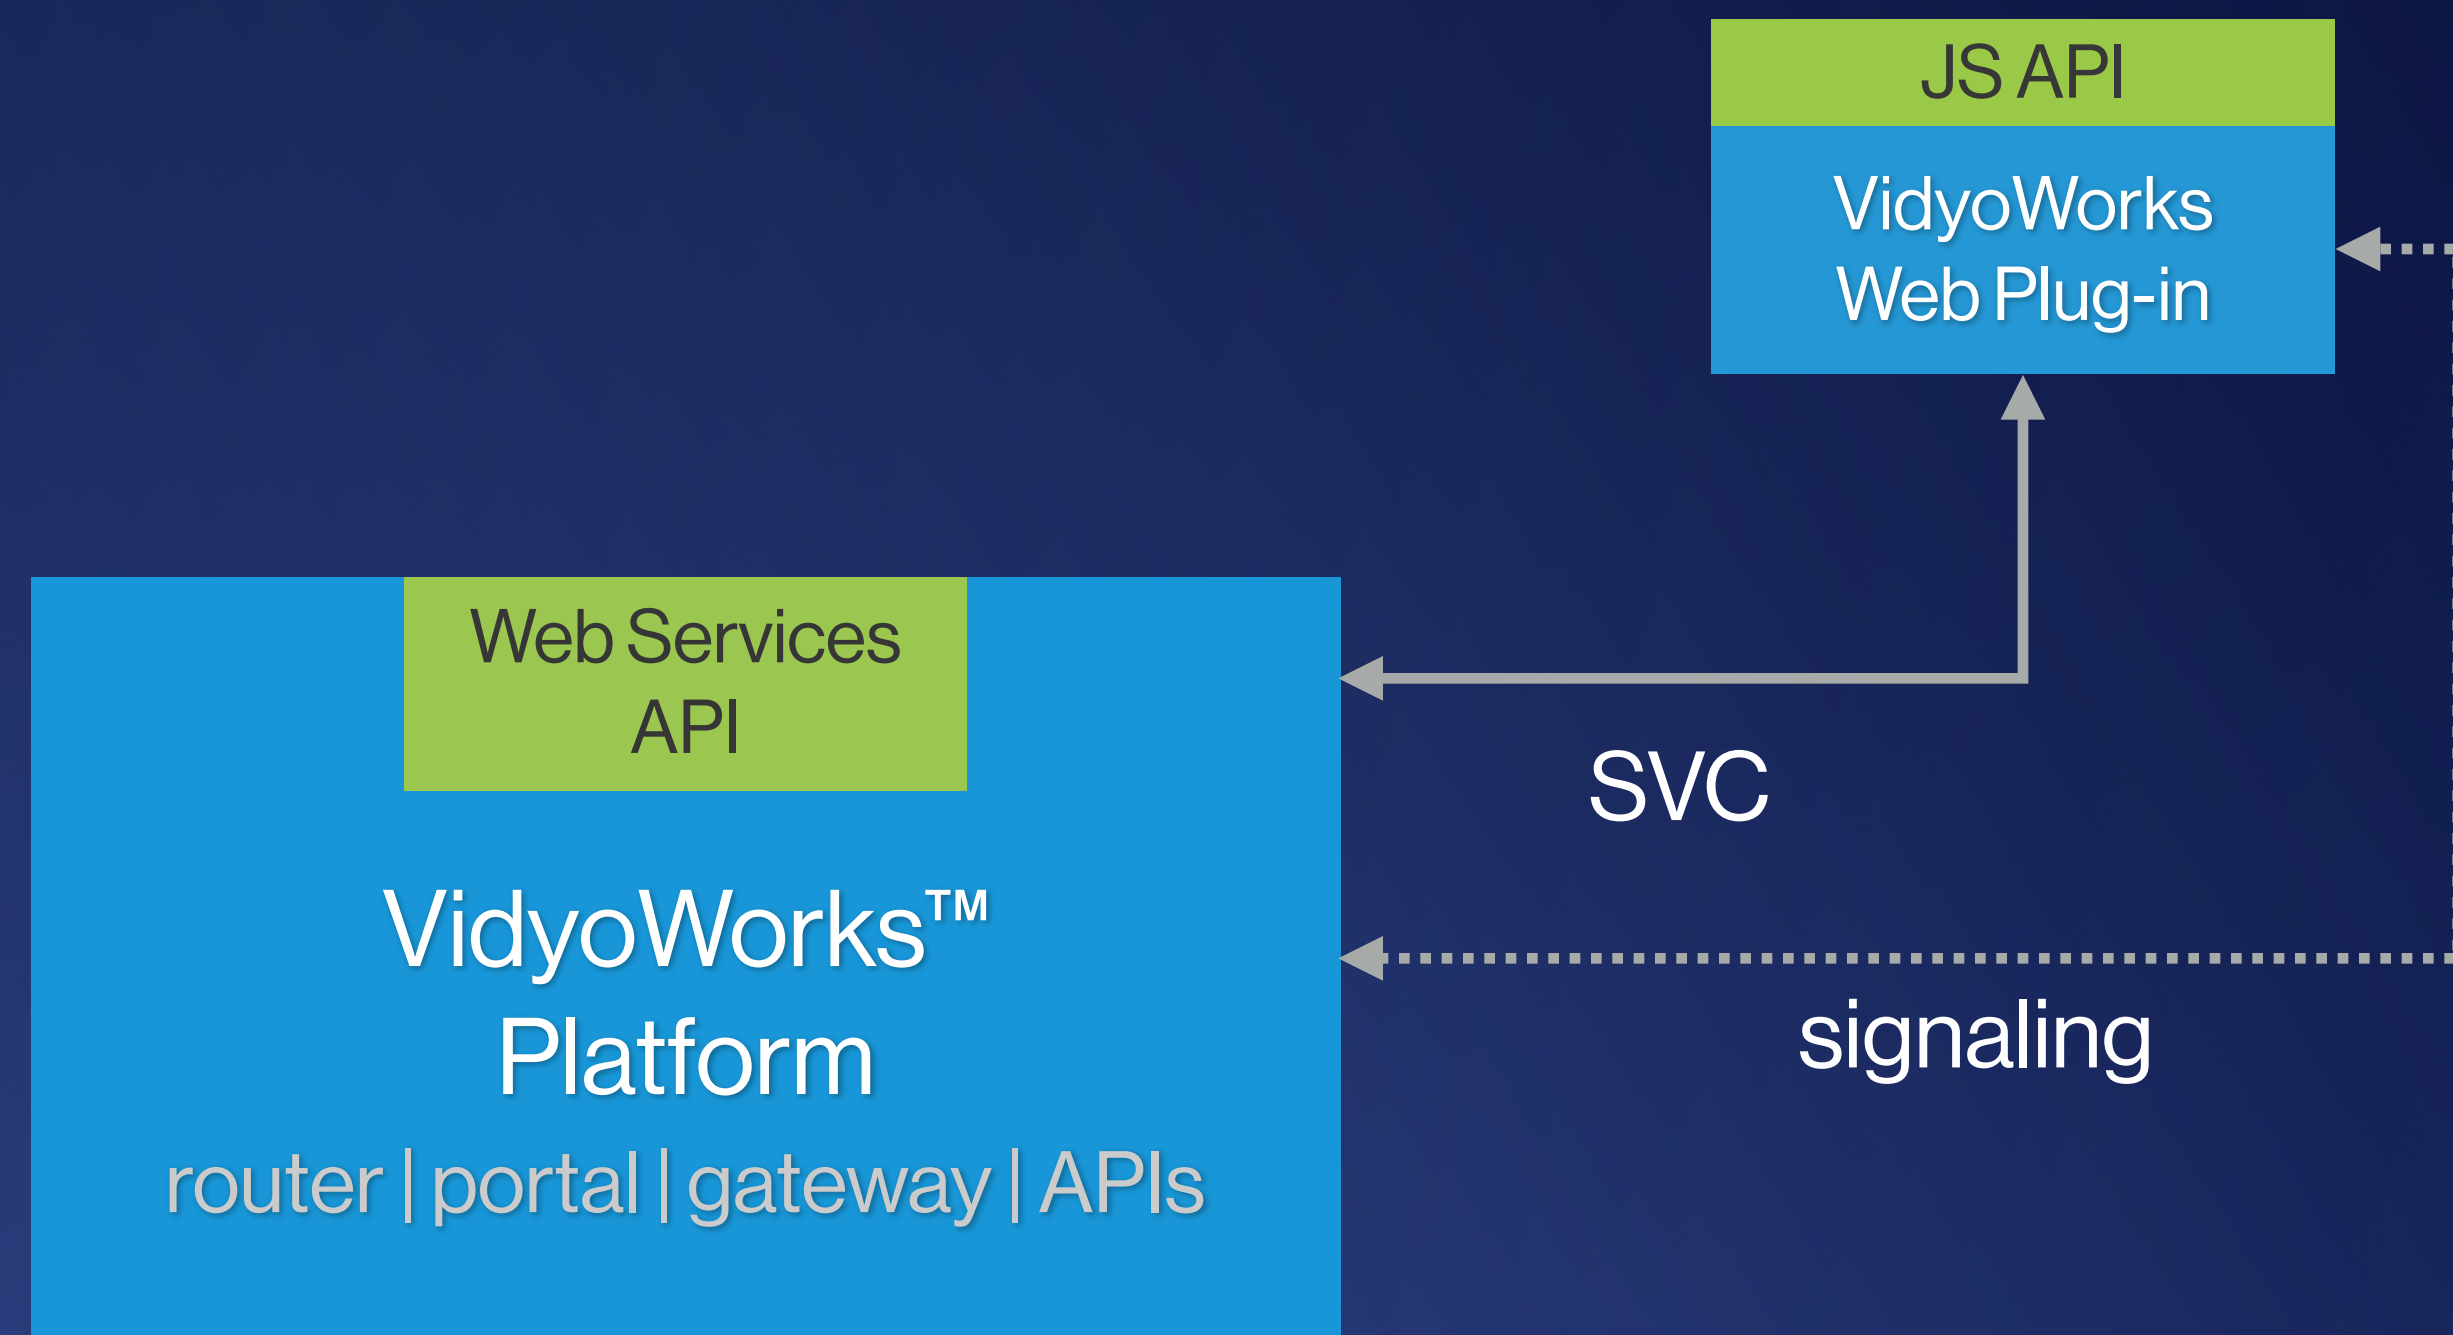 JS API
VidyoWorks
Web Plug-in
Web Services
API
SVC
VidyoWorks™
Platform
signaling
router | portal | gateway | APIs